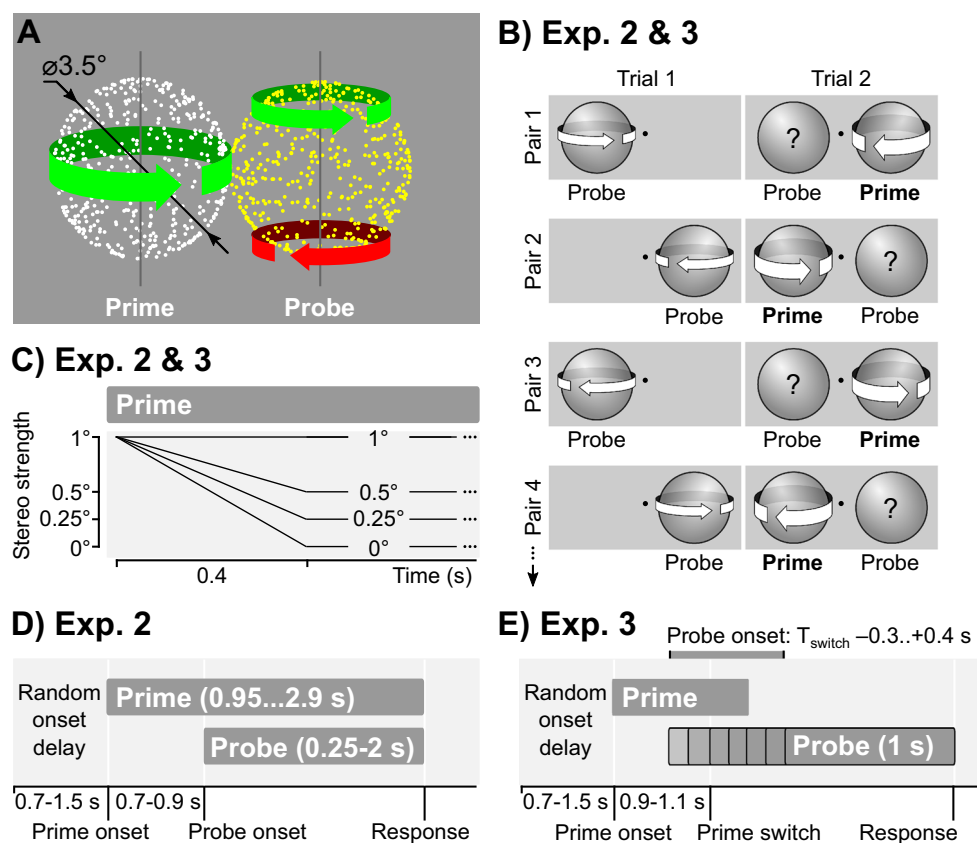 A
⌀3.5°
Prime Probe
B) Exp. 2 & 3
Trial 1 Trial 2
Pair 1
?
Probe Probe Prime
Pair 2
?
Probe Prime Probe
Pair 3
?
Probe Probe Prime
Pair 4
?
Probe Prime Probe
...
C) Exp. 2 & 3
Prime
Stereo strength
1° 1° ...
0.5° 0.5° ...
0.25° 0.25° ...
0° 0° ...
0.4 Time (s)
D) Exp. 2
Random
onset
delay
Prime (0.95...2.9 s)
Probe (0.25-2 s)
0.7-1.5 s 0.7-0.9 s
Prime onset Probe onset Response
E) Exp. 3
Probe onset: Tswitch –0.3..+0.4 s
Random
onset
delay
Prime
Probe (1 s)
0.7-1.5 s 0.9-1.1 s
Prime onset Prime switch Response